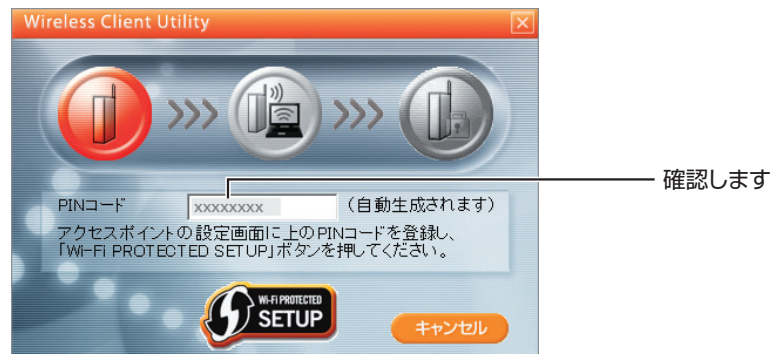 Wireless Client Utility
確認します
PINコード xxxxxxxx (自動生成されます)
アクセスポイントの設定画面に上のPINコードを登録し、
「Wi-Fi PROTECTED SETUP」ボタンを押してください。
Wi-Fi PROTECTED
SETUP
キャンセル